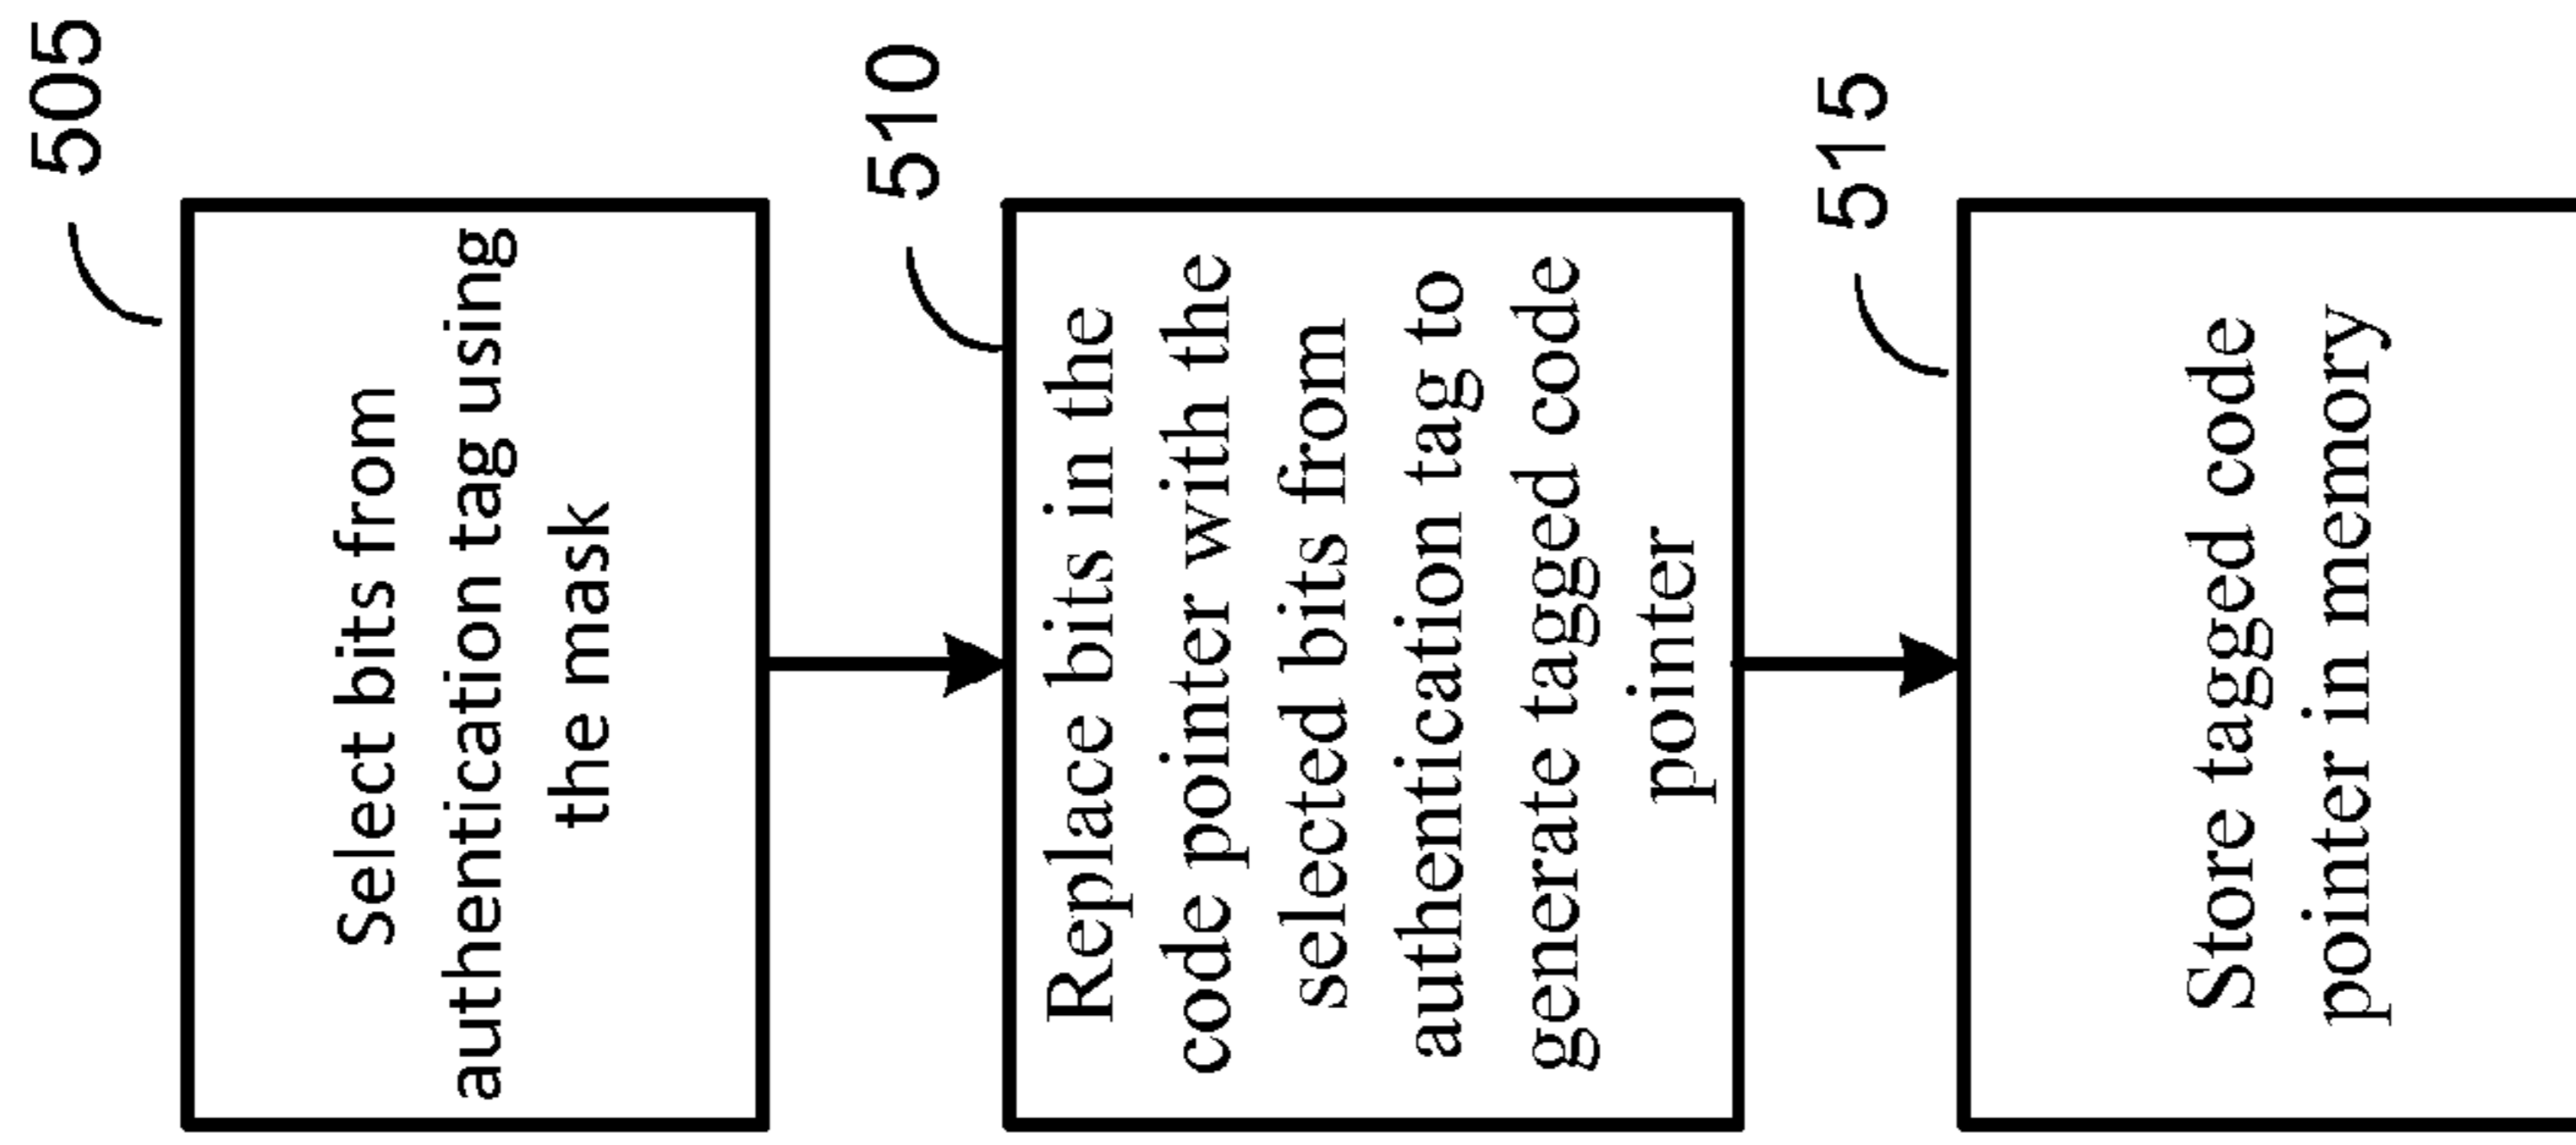 505
Select bits from
authentication tag using
the mask
510
Replace bits in the
code pointer with the
selected bits from
authentication tag to
generate tagged code
pointer
515
Store tagged code
pointer in memory